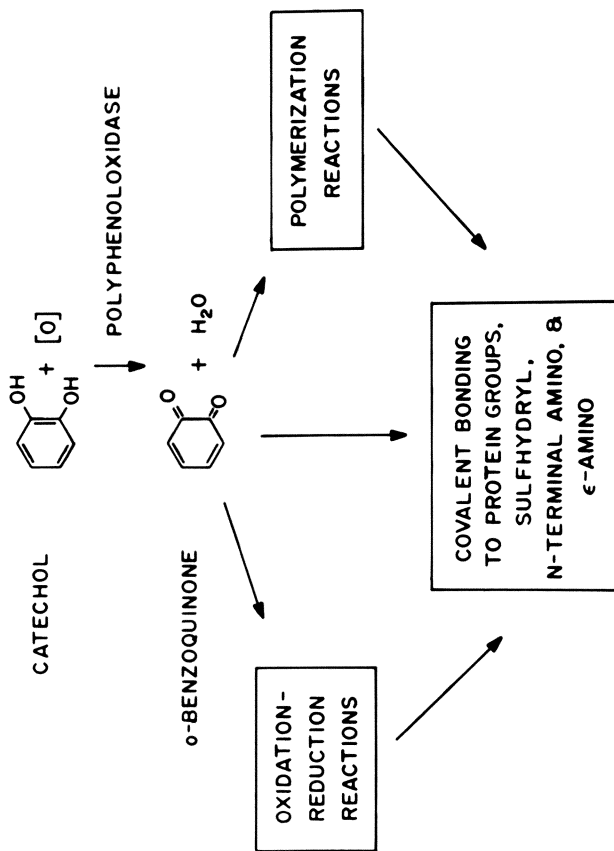 CATECHOL
OH
OH
+ [O]
POLYPHENOLOXIDASE
o-BENZOQUINONE
O
O
+ H₂O
OXIDATION-
REDUCTION
REACTIONS
POLYMERIZATION
REACTIONS
COVALENT BONDING
TO PROTEIN GROUPS,
SULFHYDRYL,
N-TERMINAL AMINO, &
ϵ-AMINO